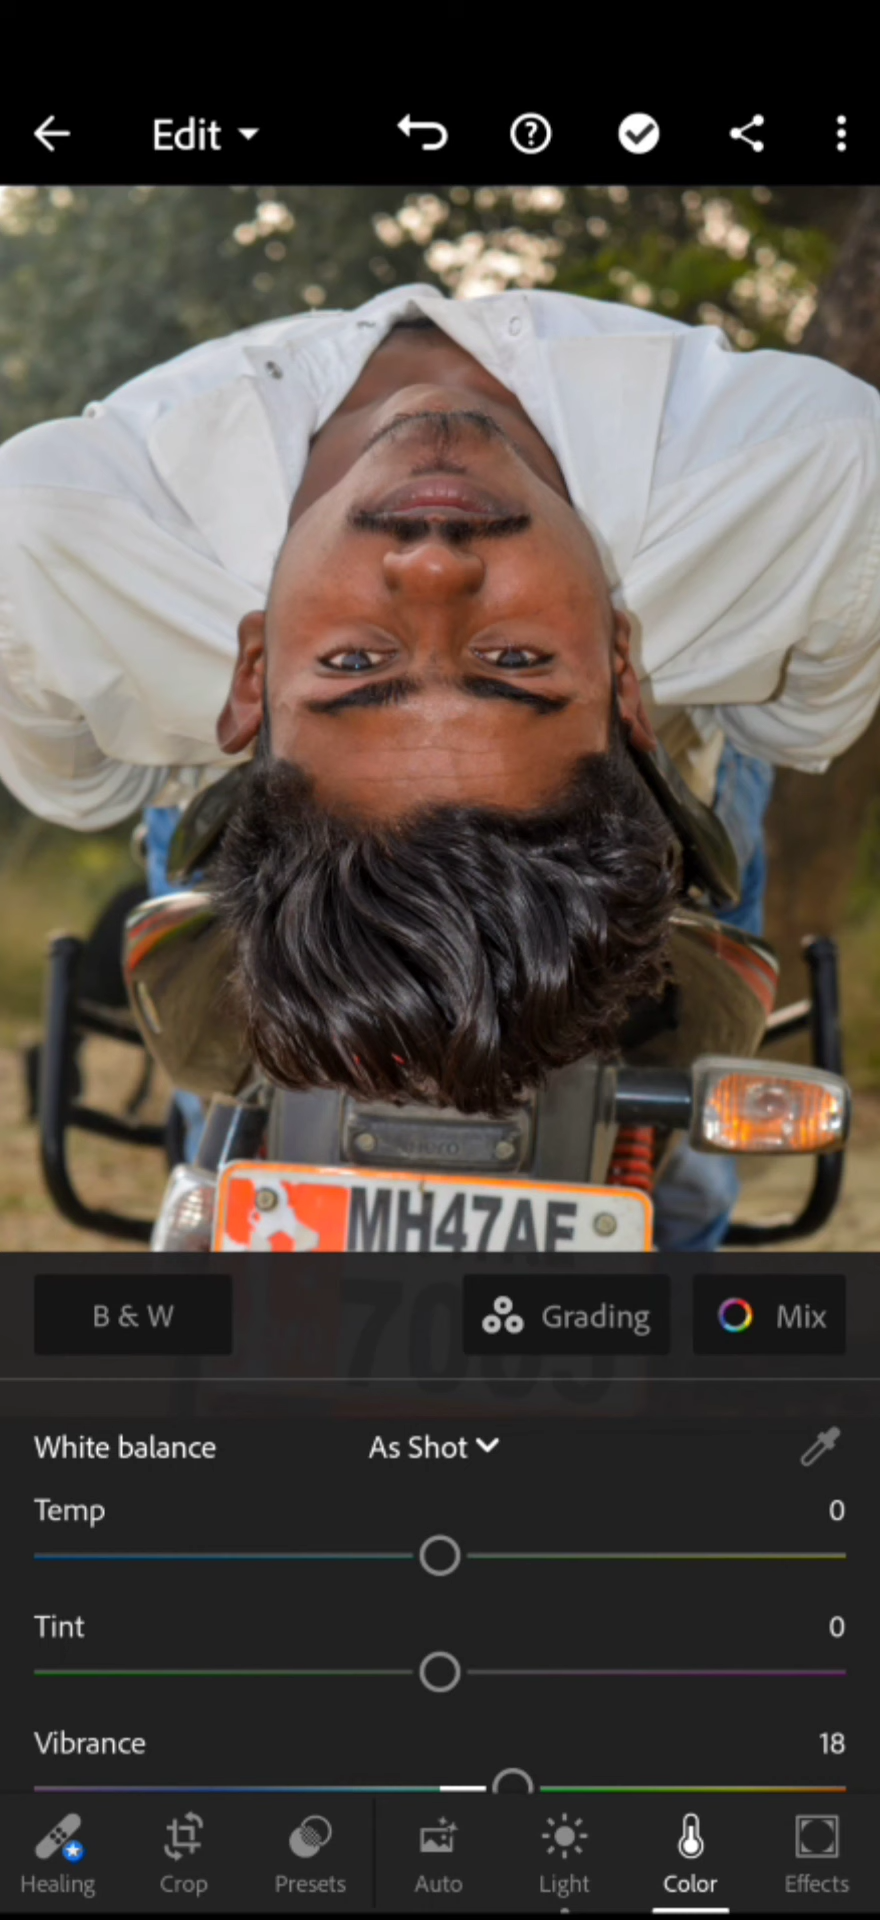 Edit
Hero
MH47AE
B & W
Grading
Mix
White balance
As Shot
Temp
0
Tint
0
Vibrance
18
Healing
Crop
Presets
Auto
Light
Color
Effects